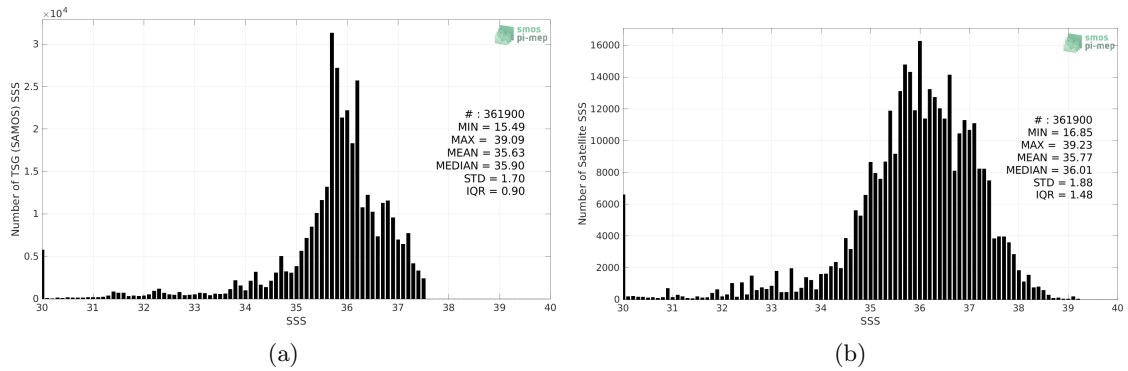 ×10⁴
3
2.5
2
1.5
1
0.5
0
30 31 32 33 34 35 36 37 38 39 40
Number of TSG (SAMOS) SSS
SSS
smos
pi-mep
# : 361900
MIN = 15.49
MAX = 39.09
MEAN = 35.63
MEDIAN = 35.90
STD = 1.70
IQR = 0.90
(a)
16000
14000
12000
10000
8000
6000
4000
2000
0
30 31 32 33 34 35 36 37 38 39 40
Number of Satellite SSS
SSS
smos
pi-mep
# : 361900
MIN = 16.85
MAX = 39.23
MEAN = 35.77
MEDIAN = 36.01
STD = 1.88
IQR = 1.48
(b)